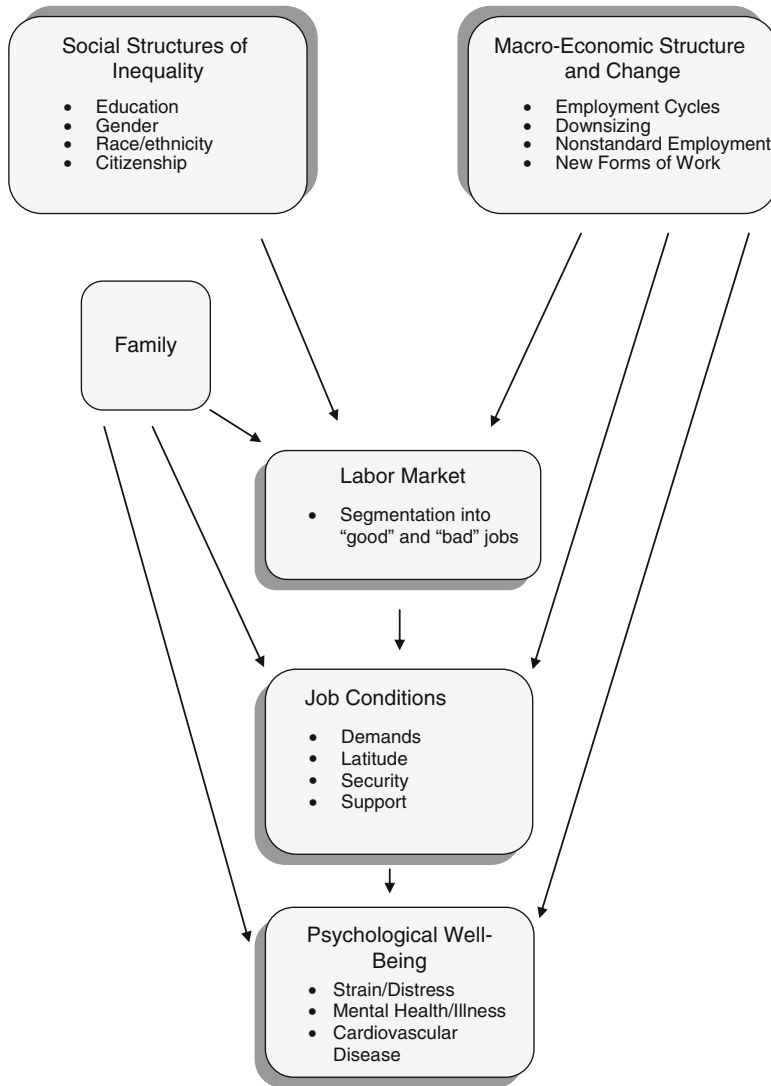 Social Structures of
Inequality
• Education
• Gender
• Race/ethnicity
• Citizenship
Macro-Economic Structure
and Change
• Employment Cycles
• Downsizing
• Nonstandard Employment
• New Forms of Work
Family
Labor Market
• Segmentation into
“good” and “bad” jobs
Job Conditions
• Demands
• Latitude
• Security
• Support
Psychological Well-
Being
• Strain/Distress
• Mental Health/Illness
• Cardiovascular
Disease